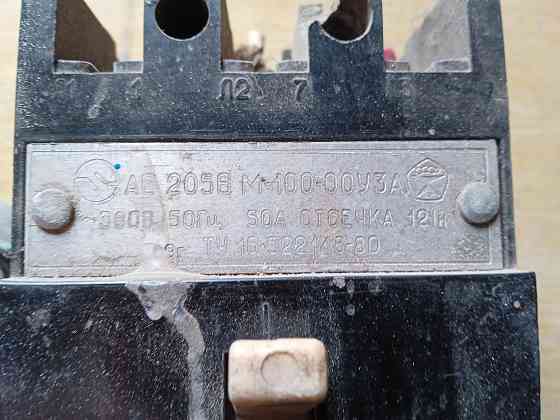 Л2 7
АЕ 2056 М-100-00У3А
~380В 50Гц 50А ОТСЕЧКА 12Iн
ТУ 16-522.148-80